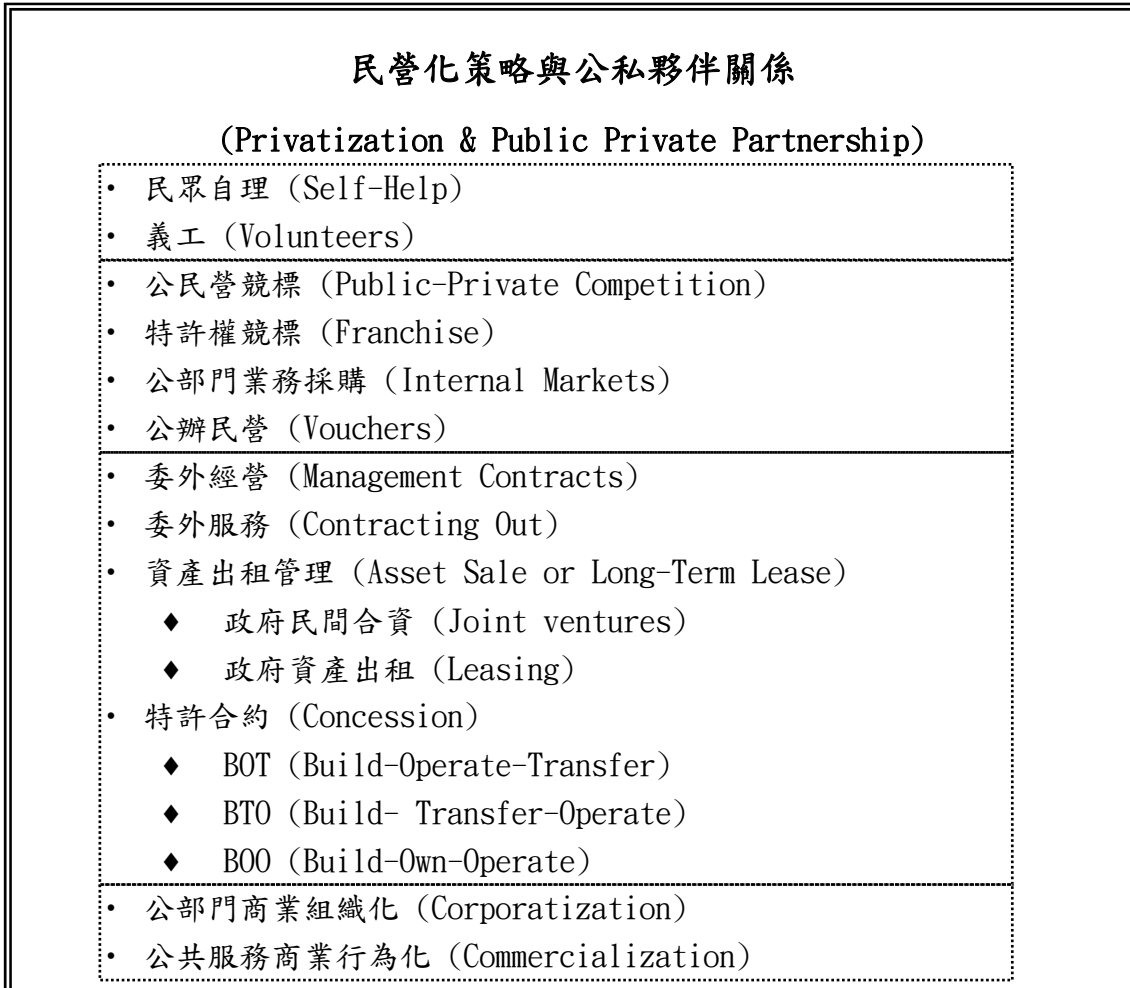 民營化策略與公私夥伴關係
(Privatization & Public Private Partnership)
• 民眾自理 (Self-Help)
• 義工 (Volunteers)
• 公民營競標 (Public-Private Competition)
• 特許權競標 (Franchise)
• 公部門業務採購 (Internal Markets)
• 公辦民營 (Vouchers)
• 委外經營 (Management Contracts)
• 委外服務 (Contracting Out)
• 資產出租管理 (Asset Sale or Long-Term Lease)
♦ 政府民間合資 (Joint ventures)
♦ 政府資產出租 (Leasing)
• 特許合約 (Concession)
♦ BOT (Build-Operate-Transfer)
♦ BTO (Build- Transfer-Operate)
♦ BOO (Build-Own-Operate)
• 公部門商業組織化 (Corporatization)
• 公共服務商業行為化 (Commercialization)